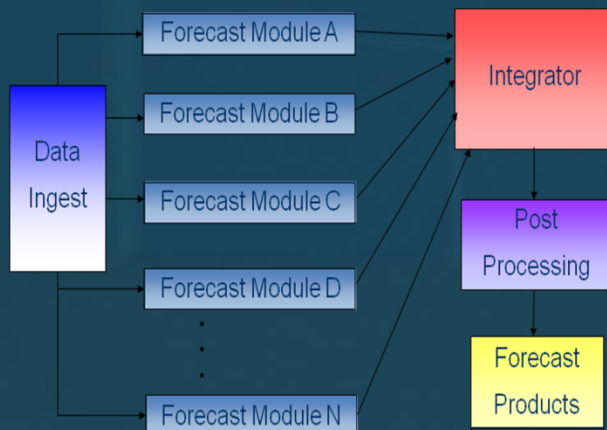 Data
Ingest
Forecast Module A
Forecast Module B
Forecast Module C
Forecast Module D
Forecast Module N
Integrator
Post
Processing
Forecast
Products